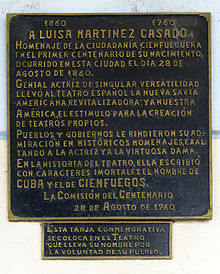 1860 1960
A LUISA MARTINEZ CASADO
HOMENAJE DE LA CIUDADANIA CIENFUEGUERA
EN EL PRIMER CENTENARIO DE SU NACIMIENTO,
OCURRIDO EN ESTA CIUDAD EL DIA 28 DE
AGOSTO DE 1860.
GENIAL ACTRIZ DE SINGULAR VERSATILIDAD
LLEVO AL TEATRO ESPAÑOL LA NUEVA SAVIA
AMERICANA REVITALIZADORA; Y A NUESTRA
AMERICA, EL ESTIMULO PARA LA CREACION
DE TEATROS PROPIOS.
PUEBLOS Y GOBIERNOS LE RINDIERON SU AD-
MIRACION EN HISTORICOS HOMENAJES, EXAL-
TANDO A LA ACTRIZ Y A LA VIRTUOSA DAMA.
EN LA HISTORIA DEL TEATRO, ELLA ESCRIBIO
CON CARACTERES IMORTALES EL NOMBRE DE
CUBA Y EL DE CIENFUEGOS.
LA COMISION DEL CENTENARIO
28 DE AGOSTO DE 1960
ESTA TARJA CONMEMORATIVA
SE COLOCA EN EL TEATRO
QUE LLEVA SU NOMBRE POR
LA VOLUNTAD DE SU PUEBLO.